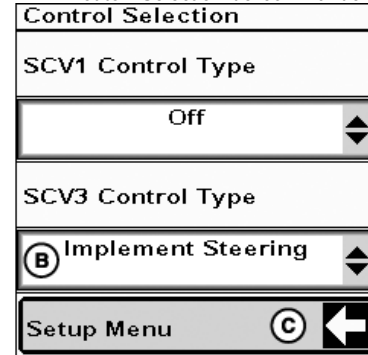 Control Selection
SCV1 Control Type
Off
SCV3 Control Type
B Implement Steering
Setup Menu C